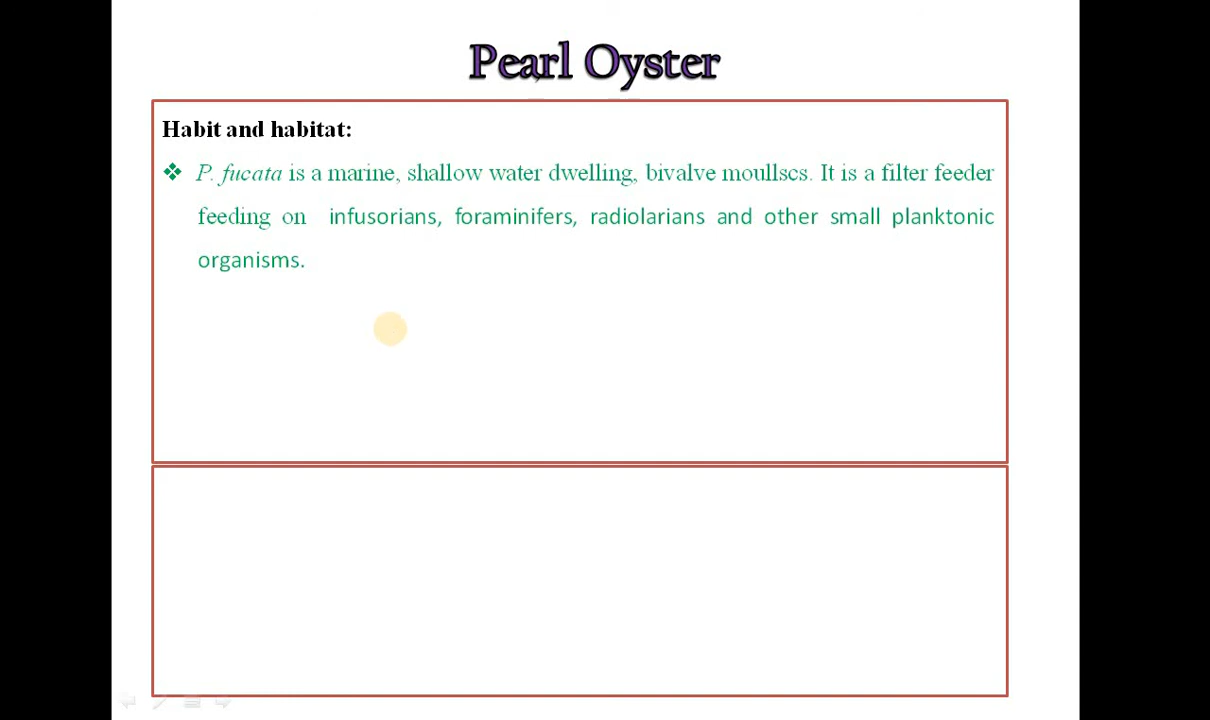 Pearl Oyster
Habit and habitat:
❖ P. fucata is a marine, shallow water dwelling, bivalve moullscs. It is a filter feeder
feeding on infusorians, foraminifers, radiolarians and other small planktonic
organisms.